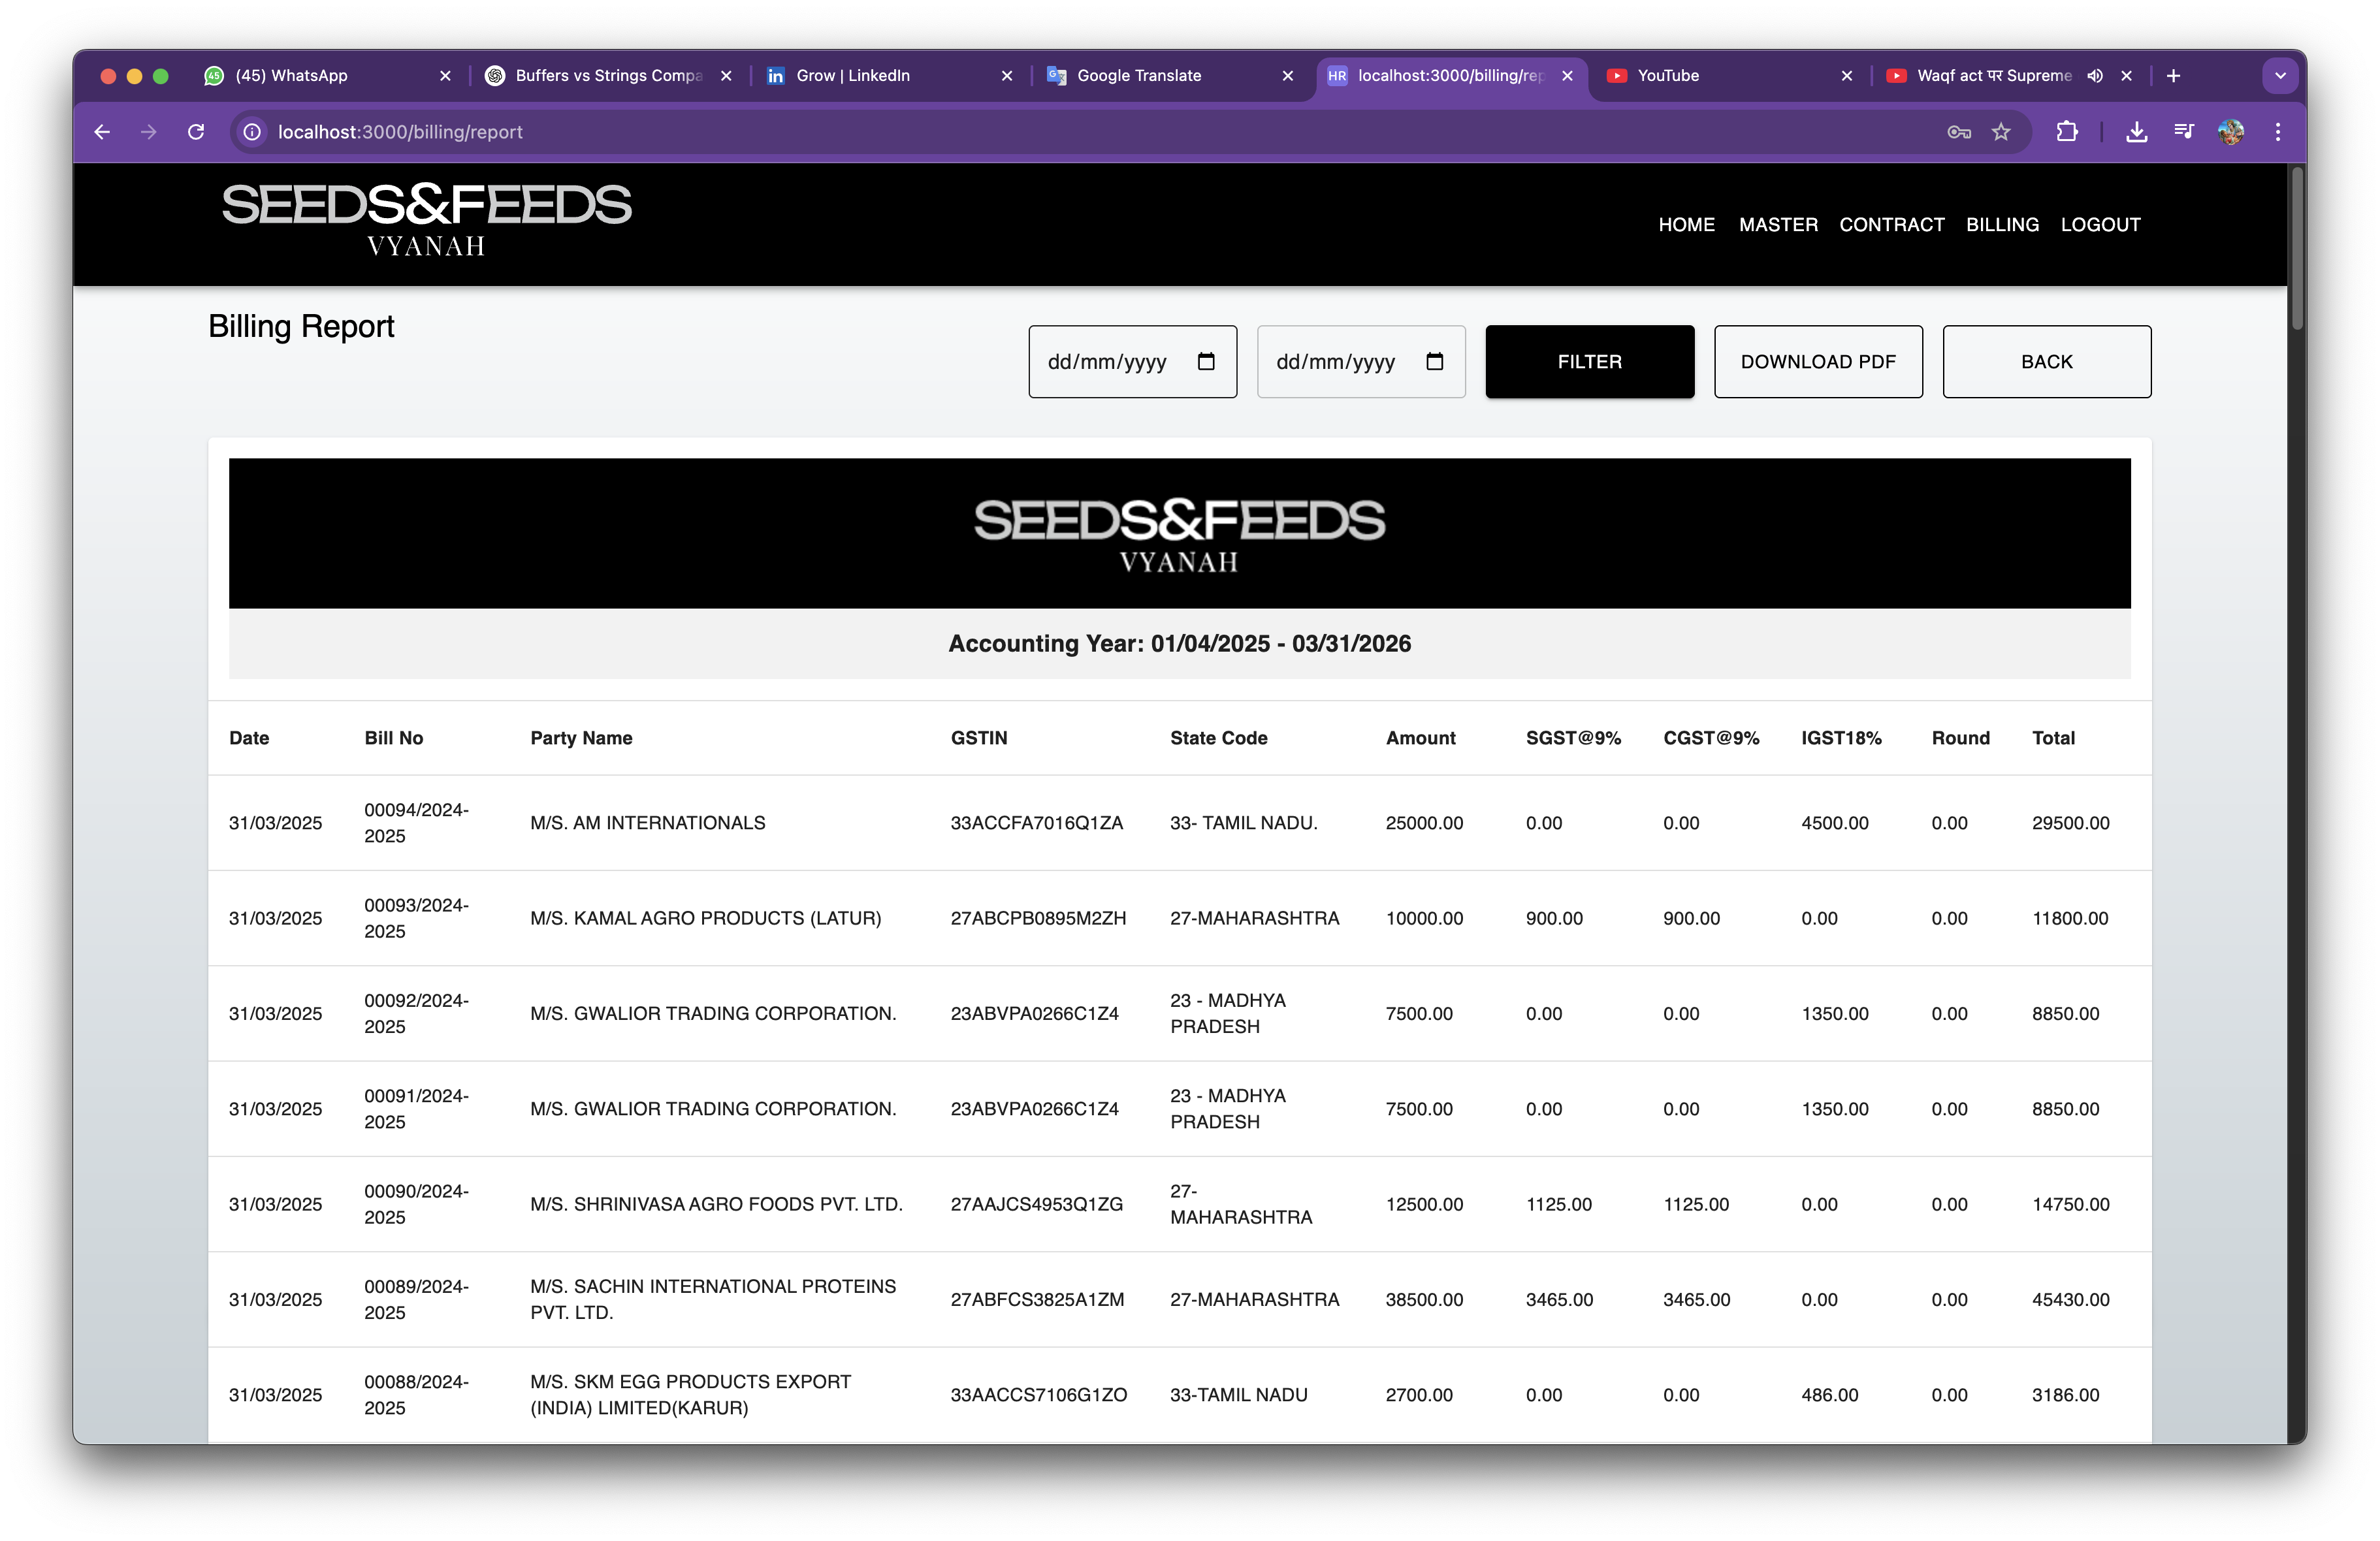 (45) WhatsApp
Buffers vs Strings Compa
Grow | LinkedIn
Google Translate
HR localhost:3000/billing/rep
YouTube
Waqf act पर Supreme
localhost:3000/billing/report
SEEDS&FEEDS
VYANAH
HOME MASTER CONTRACT BILLING LOGOUT
Billing Report
dd/mm/yyyy dd/mm/yyyy FILTER DOWNLOAD PDF BACK
SEEDS&FEEDS
VYANAH
Accounting Year: 01/04/2025 - 03/31/2026
Date Bill No Party Name GSTIN State Code Amount SGST@9% CGST@9% IGST18% Round Total
31/03/2025 00094/2024-2025 M/S. AM INTERNATIONALS 33ACCFA7016Q1ZA 33- TAMIL NADU. 25000.00 0.00 0.00 4500.00 0.00 29500.00
31/03/2025 00093/2024-2025 M/S. KAMAL AGRO PRODUCTS (LATUR) 27ABCPB0895M2ZH 27-MAHARASHTRA 10000.00 900.00 900.00 0.00 0.00 11800.00
31/03/2025 00092/2024-2025 M/S. GWALIOR TRADING CORPORATION. 23ABVPA0266C1Z4 23 - MADHYA PRADESH 7500.00 0.00 0.00 1350.00 0.00 8850.00
31/03/2025 00091/2024-2025 M/S. GWALIOR TRADING CORPORATION. 23ABVPA0266C1Z4 23 - MADHYA PRADESH 7500.00 0.00 0.00 1350.00 0.00 8850.00
31/03/2025 00090/2024-2025 M/S. SHRINIVASA AGRO FOODS PVT. LTD. 27AAJCS4953Q1ZG 27-MAHARASHTRA 12500.00 1125.00 1125.00 0.00 0.00 14750.00
31/03/2025 00089/2024-2025 M/S. SACHIN INTERNATIONAL PROTEINS PVT. LTD. 27ABFCS3825A1ZM 27-MAHARASHTRA 38500.00 3465.00 3465.00 0.00 0.00 45430.00
31/03/2025 00088/2024-2025 M/S. SKM EGG PRODUCTS EXPORT (INDIA) LIMITED(KARUR) 33AACCS7106G1ZO 33-TAMIL NADU 2700.00 0.00 0.00 486.00 0.00 3186.00